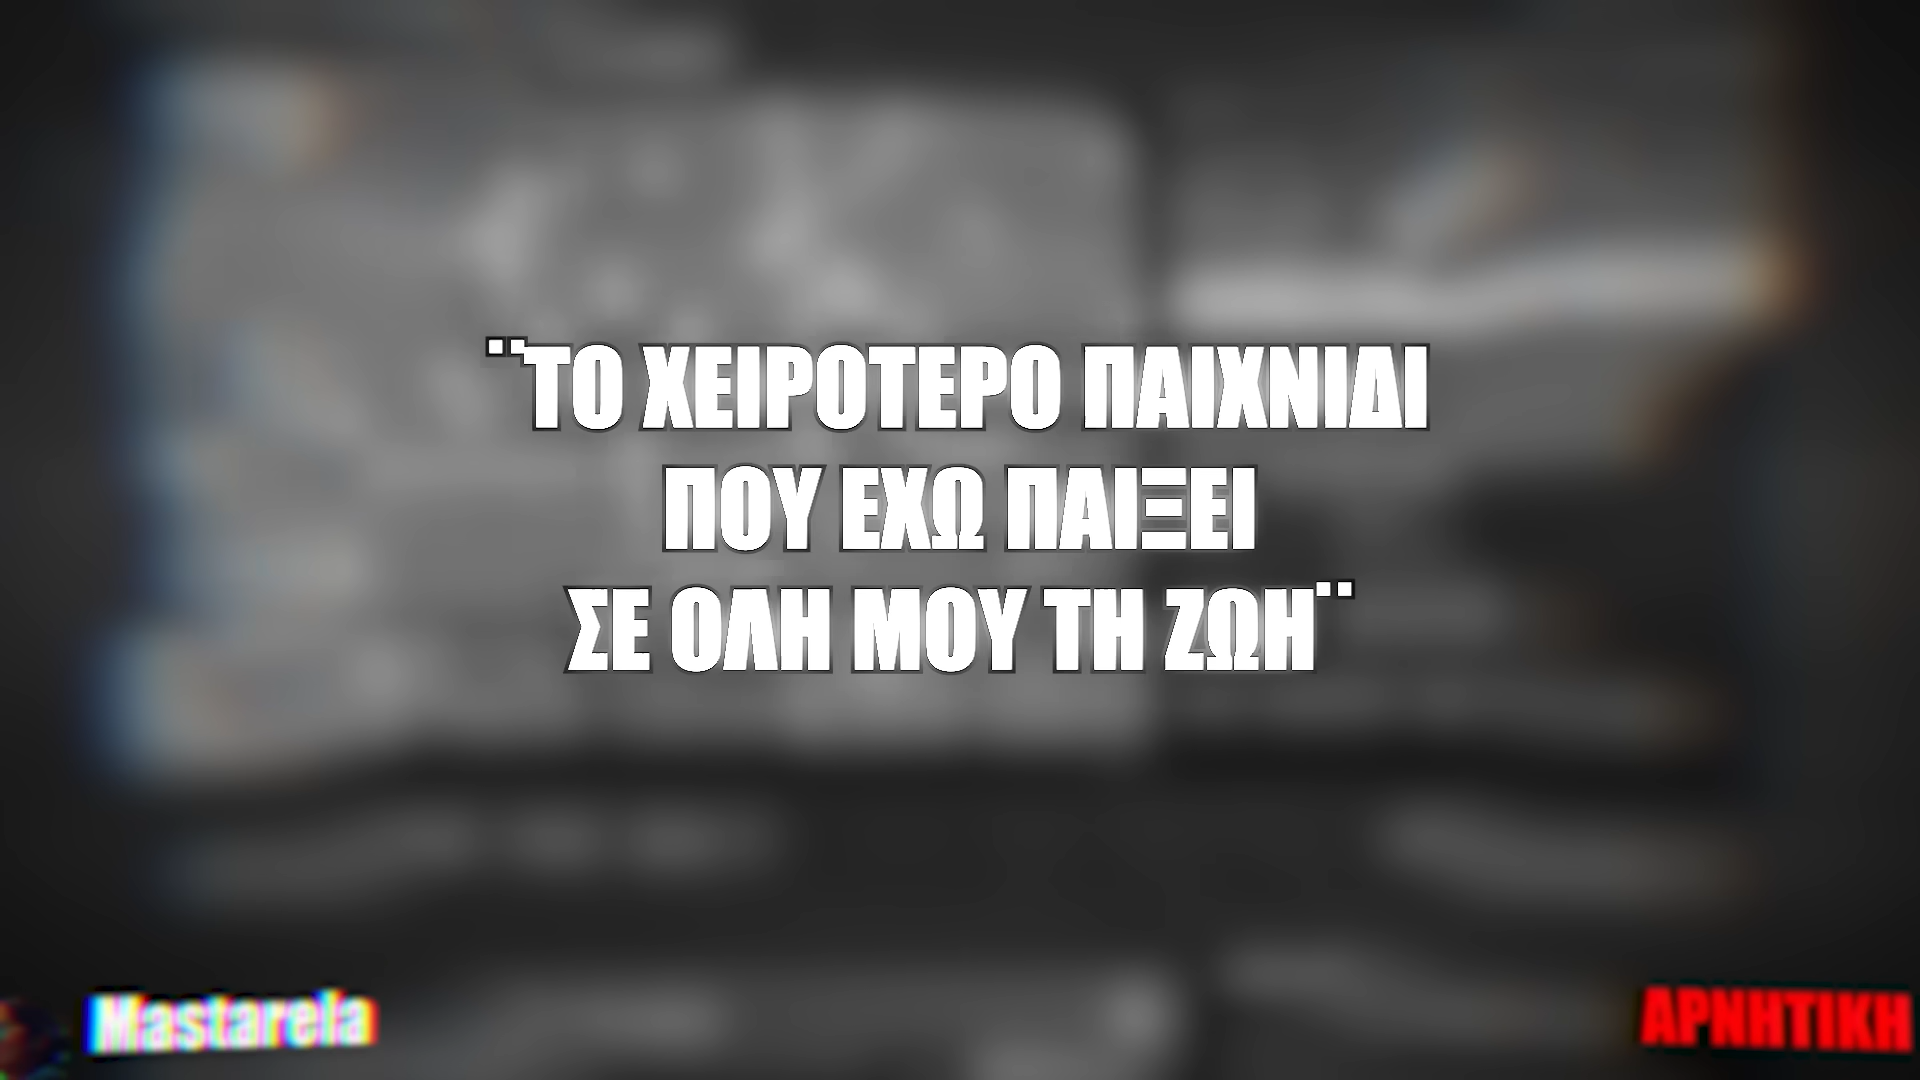 ¨ΤΟ ΧΕΙΡΟΤΕΡΟ ΠΑΙΧΝΙΔΙ
ΠΟΥ ΕΧΩ ΠΑΙΞΕΙ
ΣΕ ΟΛΗ ΜΟΥ ΤΗ ΖΩΗ¨
Mastarela
ΑΡΝΗΤΙΚΗ